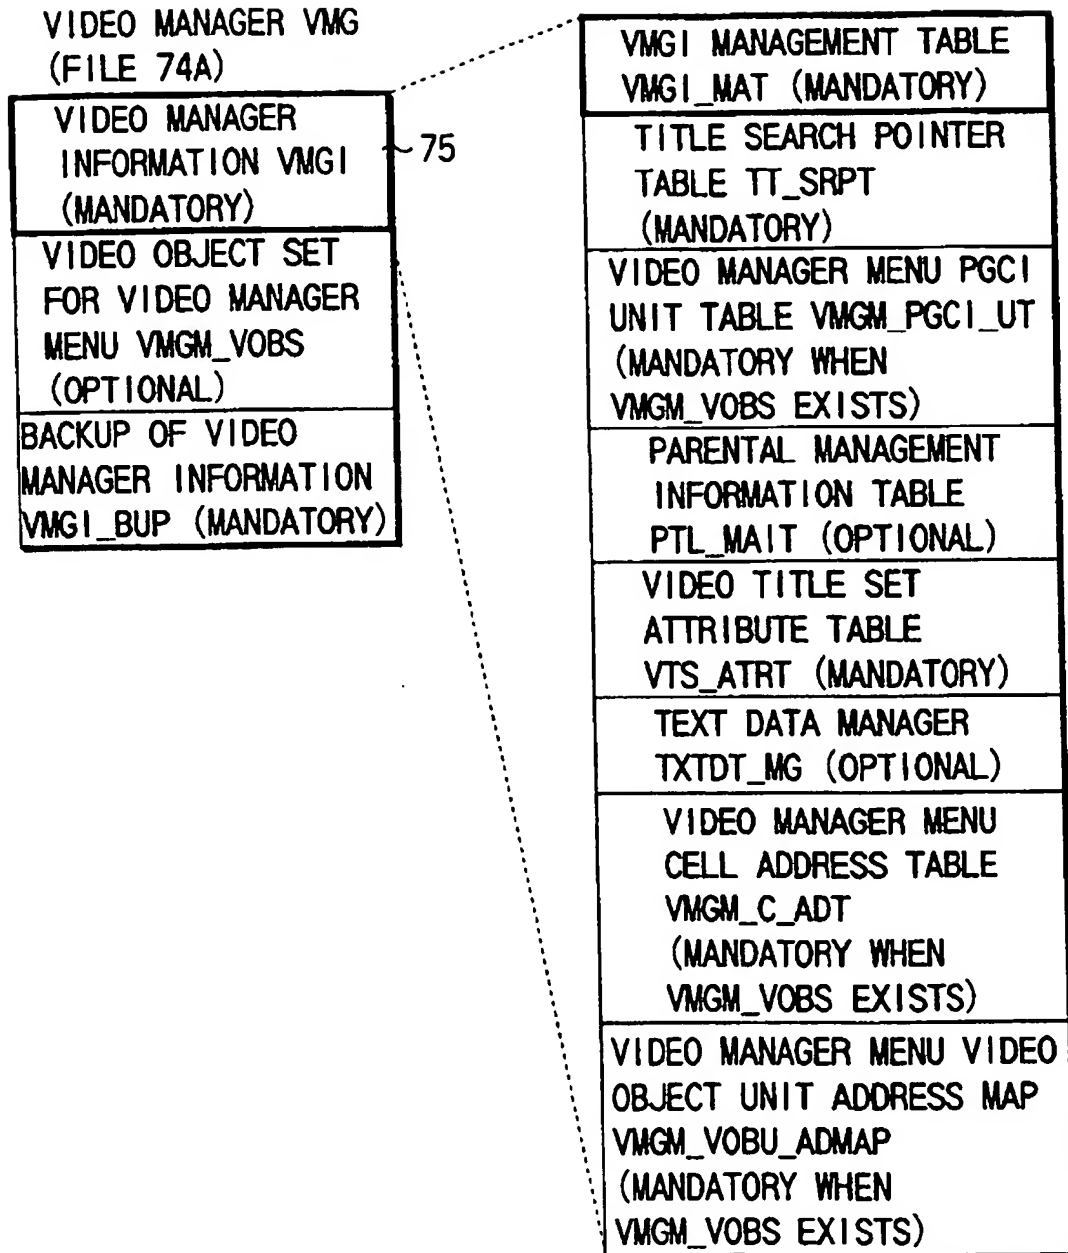 VIDEO MANAGER VMG
(FILE 74A)
VIDEO MANAGER
INFORMATION VMGI
(MANDATORY)
75
VIDEO OBJECT SET
FOR VIDEO MANAGER
MENU VMGM_VOBS
(OPTIONAL)
BACKUP OF VIDEO
MANAGER INFORMATION
VMGI_BUP (MANDATORY)
VMGI MANAGEMENT TABLE
VMGI_MAT (MANDATORY)
TITLE SEARCH POINTER
TABLE TT_SRPT
(MANDATORY)
VIDEO MANAGER MENU PGCI
UNIT TABLE VMGM_PGCI_UT
(MANDATORY WHEN
VMGM_VOBS EXISTS)
PARENTAL MANAGEMENT
INFORMATION TABLE
PTL_MAIT (OPTIONAL)
VIDEO TITLE SET
ATTRIBUTE TABLE
VTS_ATRT (MANDATORY)
TEXT DATA MANAGER
TXTDT_MG (OPTIONAL)
VIDEO MANAGER MENU
CELL ADDRESS TABLE
VMGM_C_ADT
(MANDATORY WHEN
VMGM_VOBS EXISTS)
VIDEO MANAGER MENU VIDEO
OBJECT UNIT ADDRESS MAP
VMGM_VOBU_ADMAP
(MANDATORY WHEN
VMGM_VOBS EXISTS)